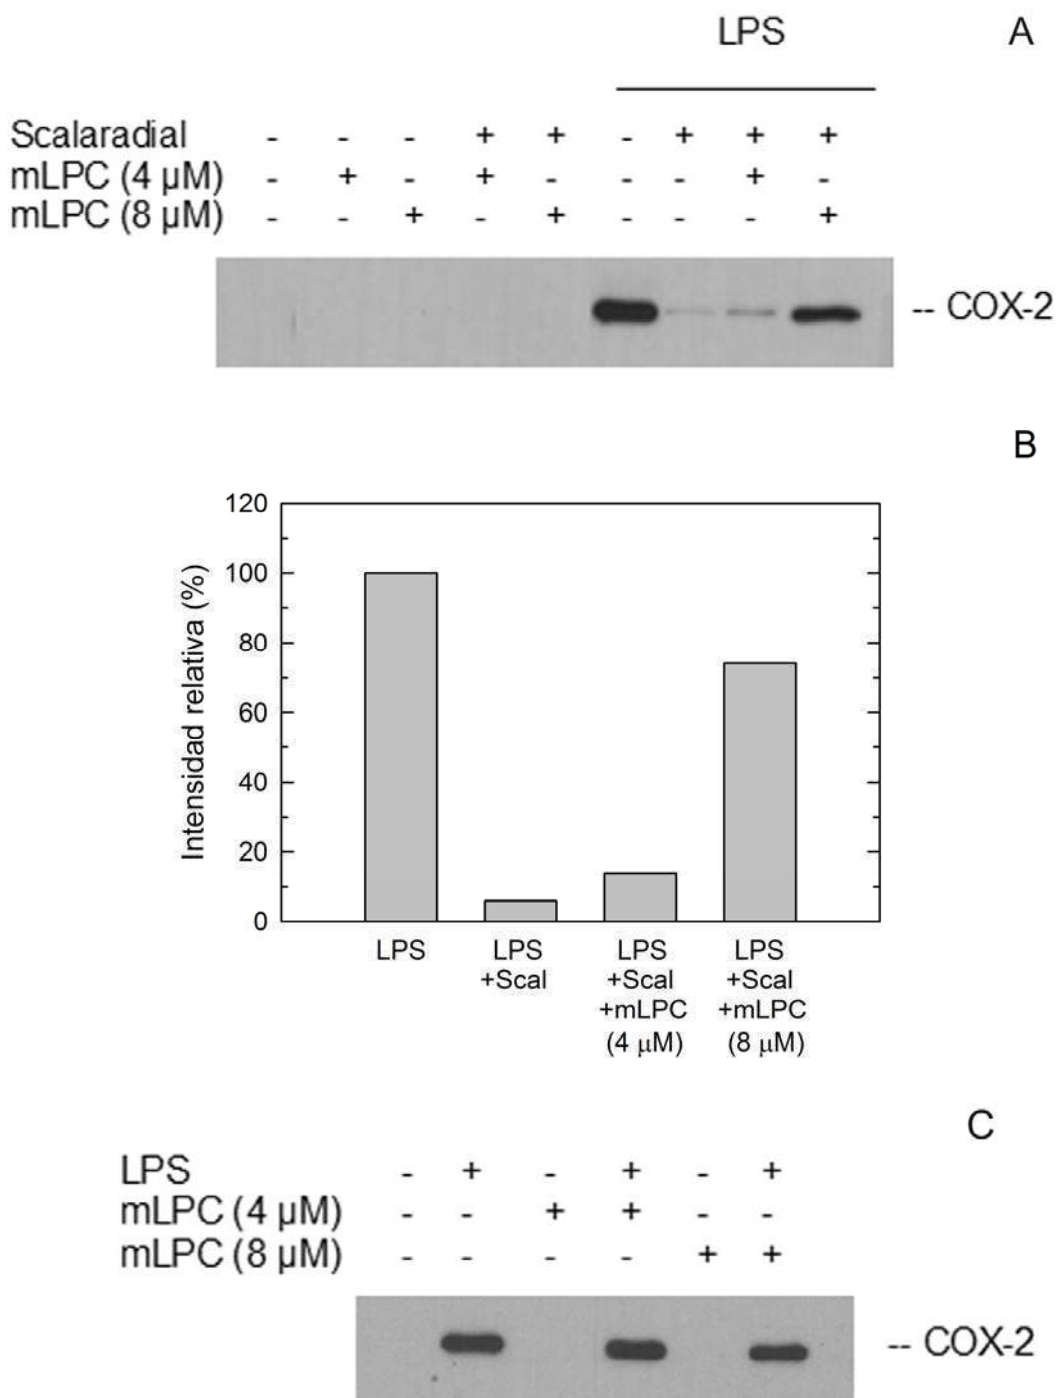 LPS
A
Scalaradial - - - + + - + + +
mLPC (4 µM) - + - + - - - + -
mLPC (8 µM) - - + - + - - - +
-- COX-2
B
120
100
80
60
40
20
0
Intensidad relativa (%)
LPS LPS LPS LPS
+Scal +Scal +Scal
+mLPC +mLPC
(4 μM) (8 μM)
C
LPS - + - + - +
mLPC (4 µM) - - + + - -
mLPC (8 µM) - - - - + +
-- COX-2